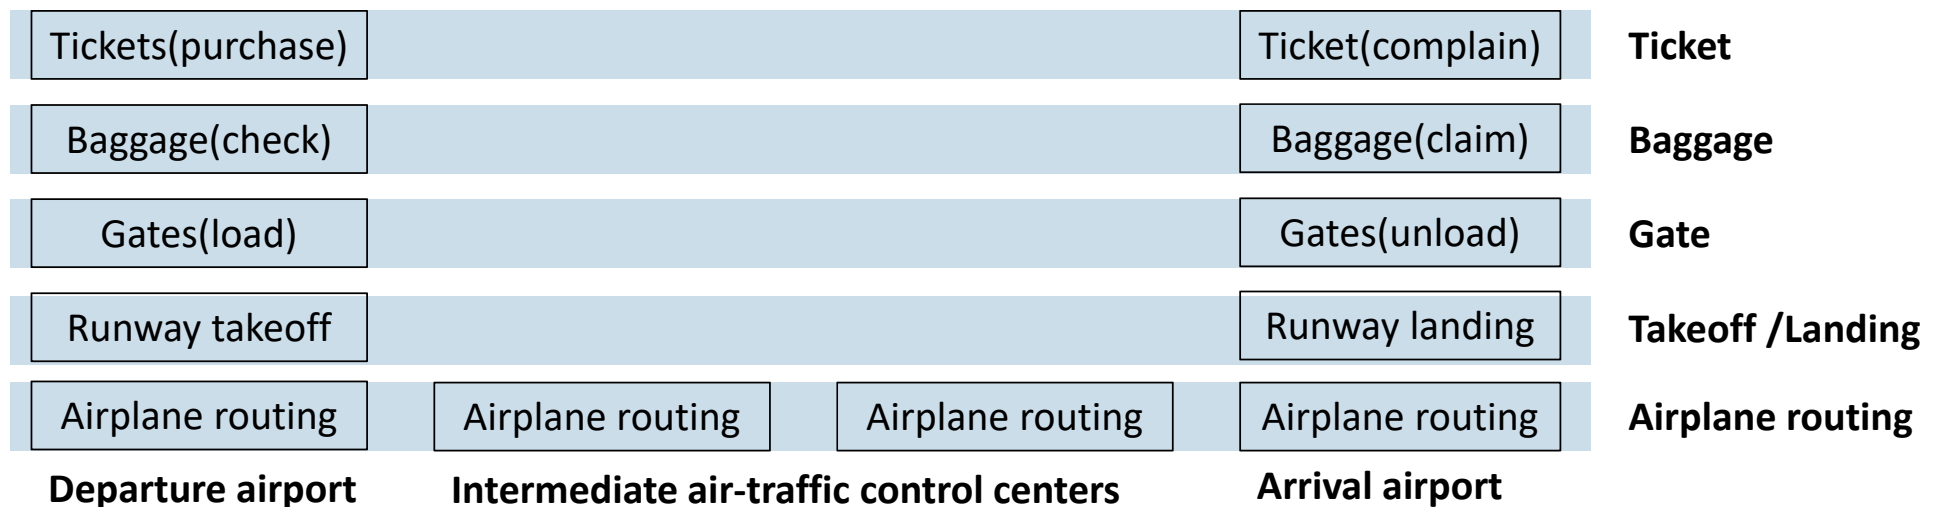 Tickets(purchase) Ticket(complain) Ticket
Baggage(check) Baggage(claim) Baggage
Gates(load) Gates(unload) Gate
Runway takeoff Runway landing Takeoff /Landing
Airplane routing Airplane routing Airplane routing Airplane routing Airplane routing
Departure airport Intermediate air-traffic control centers Arrival airport